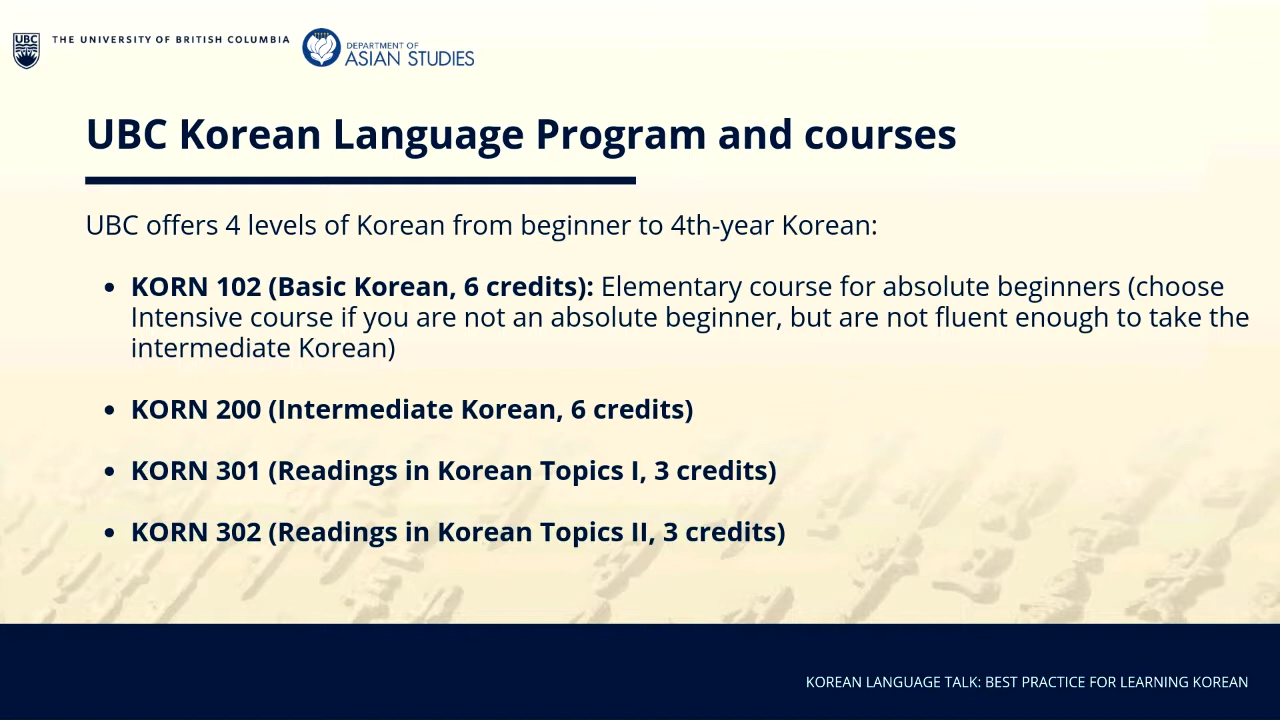 UBC
THE UNIVERSITY OF BRITISH COLUMBIA
DEPARTMENT OF
ASIAN STUDIES
UBC Korean Language Program and courses
UBC offers 4 levels of Korean from beginner to 4th-year Korean:
• KORN 102 (Basic Korean, 6 credits): Elementary course for absolute beginners (choose
Intensive course if you are not an absolute beginner, but are not fluent enough to take the
intermediate Korean)
• KORN 200 (Intermediate Korean, 6 credits)
• KORN 301 (Readings in Korean Topics I, 3 credits)
• KORN 302 (Readings in Korean Topics II, 3 credits)
KOREAN LANGUAGE TALK: BEST PRACTICE FOR LEARNING KOREAN